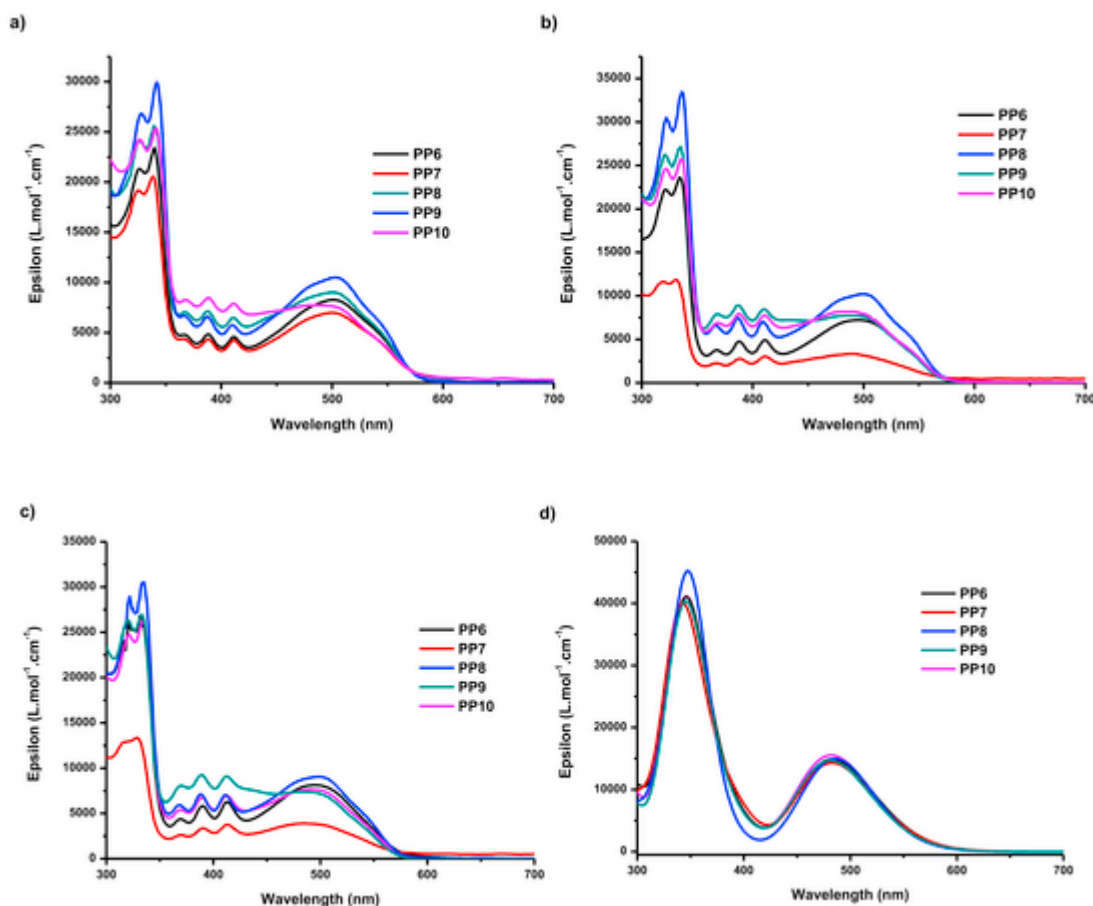 a)
Epsilon (L.mol⁻¹.cm⁻¹)
30000
25000
20000
15000
10000
5000
0
300 400 500 600 700
Wavelength (nm)
PP6
PP7
PP8
PP9
PP10
b)
Epsilon (L.mol⁻¹.cm⁻¹)
35000
30000
25000
20000
15000
10000
5000
0
300 400 500 600 700
Wavelength (nm)
PP6
PP7
PP8
PP9
PP10
c)
Epsilon (L.mol⁻¹.cm⁻¹)
35000
30000
25000
20000
15000
10000
5000
0
300 400 500 600 700
Wavelength (nm)
PP6
PP7
PP8
PP9
PP10
d)
Epsilon (L.mol⁻¹.cm⁻¹)
50000
40000
30000
20000
10000
0
300 400 500 600 700
Wavelength (nm)
PP6
PP7
PP8
PP9
PP10